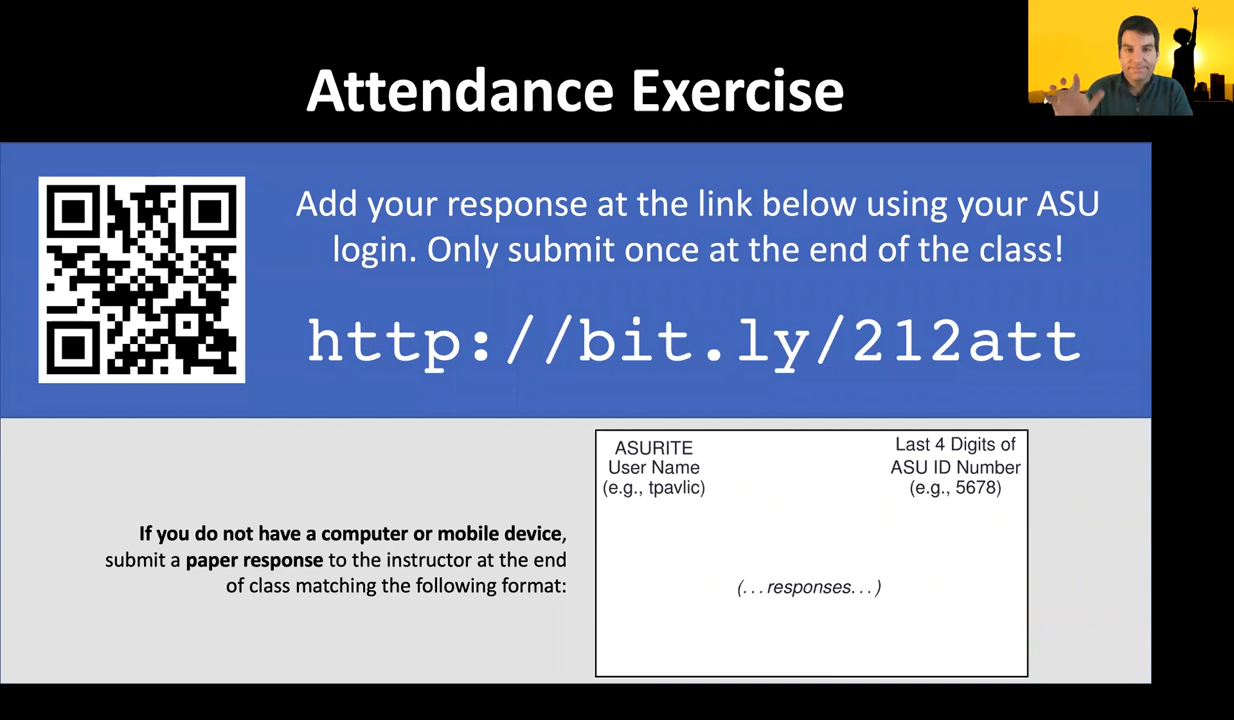 Attendance Exercise
Add your response at the link below using your ASU
login. Only submit once at the end of the class!
http://bit.ly/212att
If you do not have a computer or mobile device,
submit a paper response to the instructor at the end
of class matching the following format:
ASURITE
User Name
(e.g., tpavlic)
Last 4 Digits of
ASU ID Number
(e.g., 5678)
(...responses...)